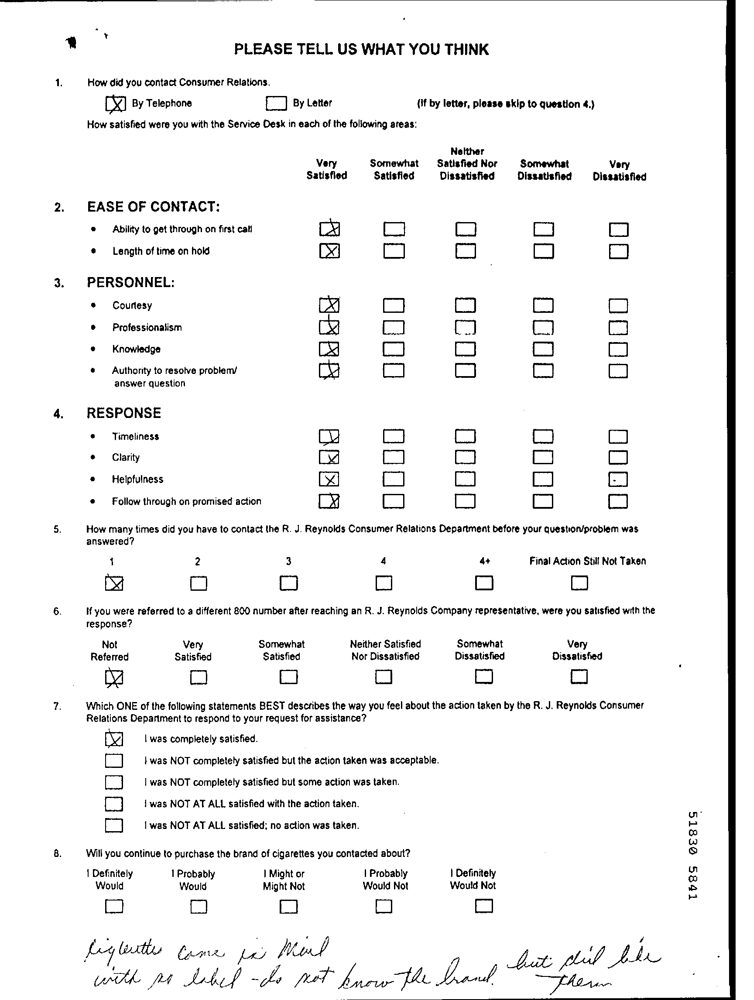 PLEASE TELL US WHAT YOU THINK
1. How did you contact Consumer Relations.
By Telephone By Letter (If by letter, please skip to question 4.)
How satisfied were you with the Service Desk in each of the following areas:
Very Satisfied Somewhat Satisfied Neither Satisfied Nor Dissatisfied Somewhat Dissatisfied Very Dissatisfied
2. EASE OF CONTACT:
• Ability to get through on first call
• Length of time on hold
3. PERSONNEL:
• Courtesy
• Professionalism
• Knowledge
• Authority to resolve problem/
answer question
4. RESPONSE
• Timeliness
• Clarity
• Helpfulness
• Follow through on promised action
5. How many times did you have to contact the R. J. Reynolds Consumer Relations Department before your question/problem was
answered?
1 2 3 4 4+ Final Action Still Not Taken
6. If you were referred to a different 800 number after reaching an R. J. Reynolds Company representative, were you satisfied with the
response?
Not Referred Very Satisfied Somewhat Satisfied Neither Satisfied Nor Dissatisfied Somewhat Dissatisfied Very Dissatisfied
7. Which ONE of the following statements BEST describes the way you feel about the action taken by the R. J. Reynolds Consumer
Relations Department to respond to your request for assistance?
I was completely satisfied.
I was NOT completely satisfied but the action taken was acceptable.
I was NOT completely satisfied but some action was taken.
I was NOT AT ALL satisfied with the action taken.
I was NOT AT ALL satisfied; no action was taken.
8. Will you continue to purchase the brand of cigarettes you contacted about?
I Definitely Would I Probably Would I Might or Might Not I Probably Would Not I Definitely Would Not
Cigarettes came in Mail
with no label - do not know the brand. but did like
them
51830 5841